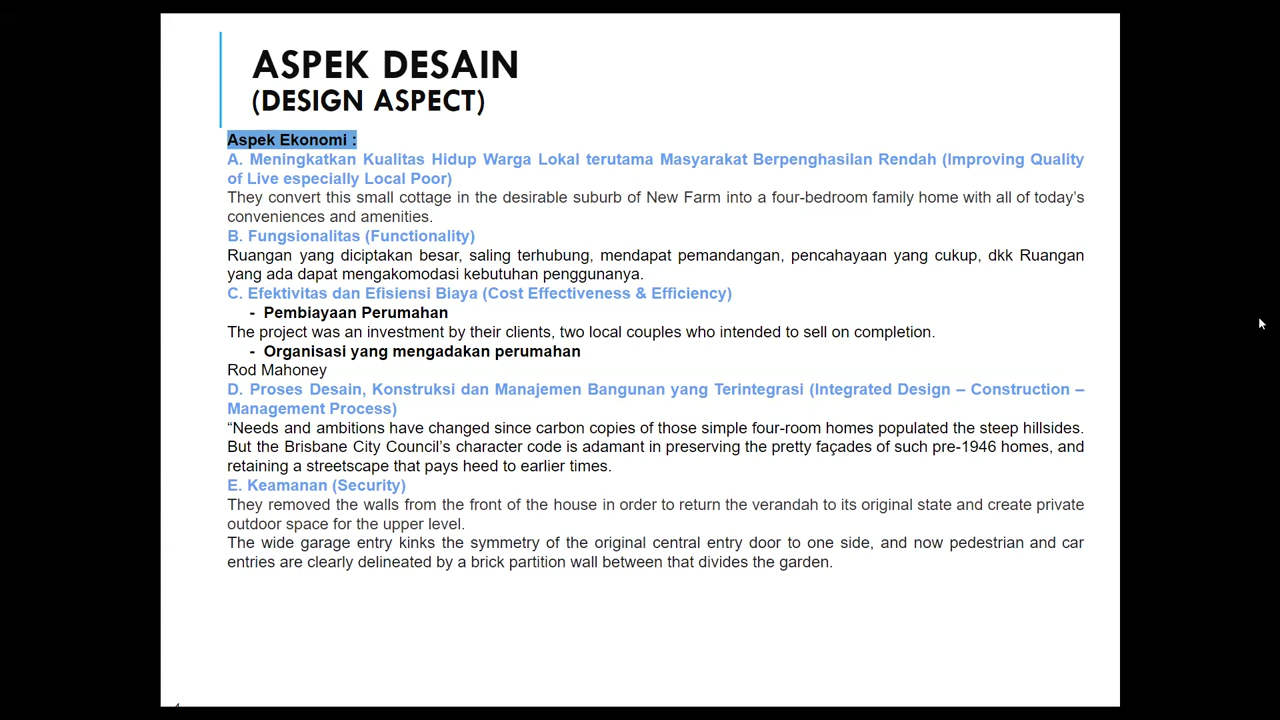 ASPEK DESAIN
(DESIGN ASPECT)
Aspek Ekonomi :
A. Meningkatkan Kualitas Hidup Warga Lokal terutama Masyarakat Berpenghasilan Rendah (Improving Quality
of Live especially Local Poor)
They convert this small cottage in the desirable suburb of New Farm into a four-bedroom family home with all of today’s
conveniences and amenities.
B. Fungsionalitas (Functionality)
Ruangan yang diciptakan besar, saling terhubung, mendapat pemandangan, pencahayaan yang cukup, dkk Ruangan
yang ada dapat mengakomodasi kebutuhan penggunanya.
C. Efektivitas dan Efisiensi Biaya (Cost Effectiveness & Efficiency)
- Pembiayaan Perumahan
The project was an investment by their clients, two local couples who intended to sell on completion.
- Organisasi yang mengadakan perumahan
Rod Mahoney
D. Proses Desain, Konstruksi dan Manajemen Bangunan yang Terintegrasi (Integrated Design – Construction –
Management Process)
“Needs and ambitions have changed since carbon copies of those simple four-room homes populated the steep hillsides.
But the Brisbane City Council’s character code is adamant in preserving the pretty façades of such pre-1946 homes, and
retaining a streetscape that pays heed to earlier times.
E. Keamanan (Security)
They removed the walls from the front of the house in order to return the verandah to its original state and create private
outdoor space for the upper level.
The wide garage entry kinks the symmetry of the original central entry door to one side, and now pedestrian and car
entries are clearly delineated by a brick partition wall between that divides the garden.